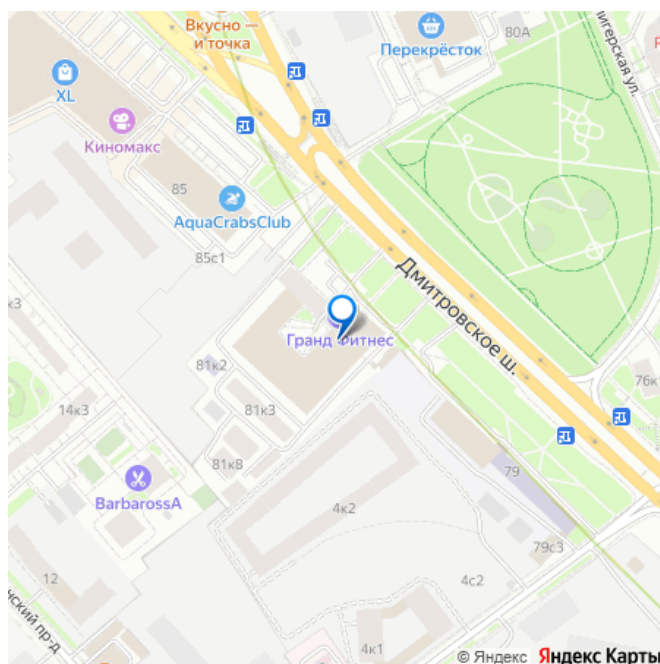 Вкусно —
и точка
Перекрёсток
80А
XL
Киномакс
85
AquaCrabsClub
85с1
Дмитровское ш.
Гранд Фитнес
81к2
81к3
81к8
14к3
к3
BarbarossA
4к2
79
79с3
4с2
4к1
12
© Яндекс Яндекс Карты